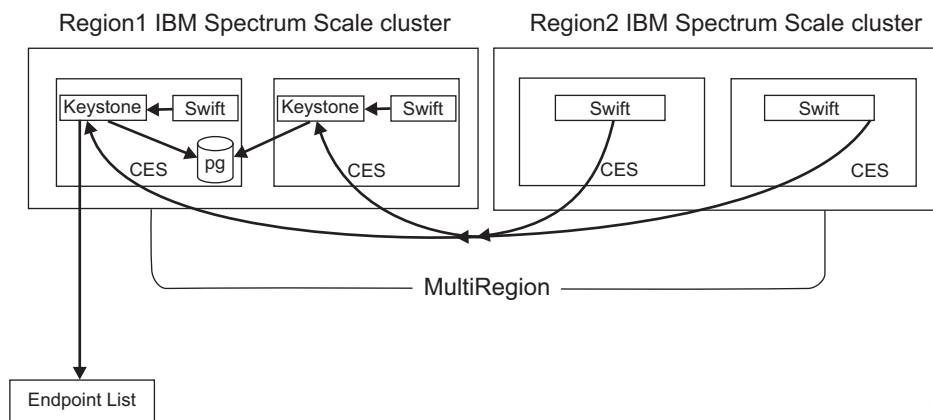 Region1 IBM Spectrum Scale cluster
Region2 IBM Spectrum Scale cluster
Keystone
Swift
Keystone
Swift
Swift
Swift
pg
CES
CES
CES
CES
MultiRegion
Endpoint List